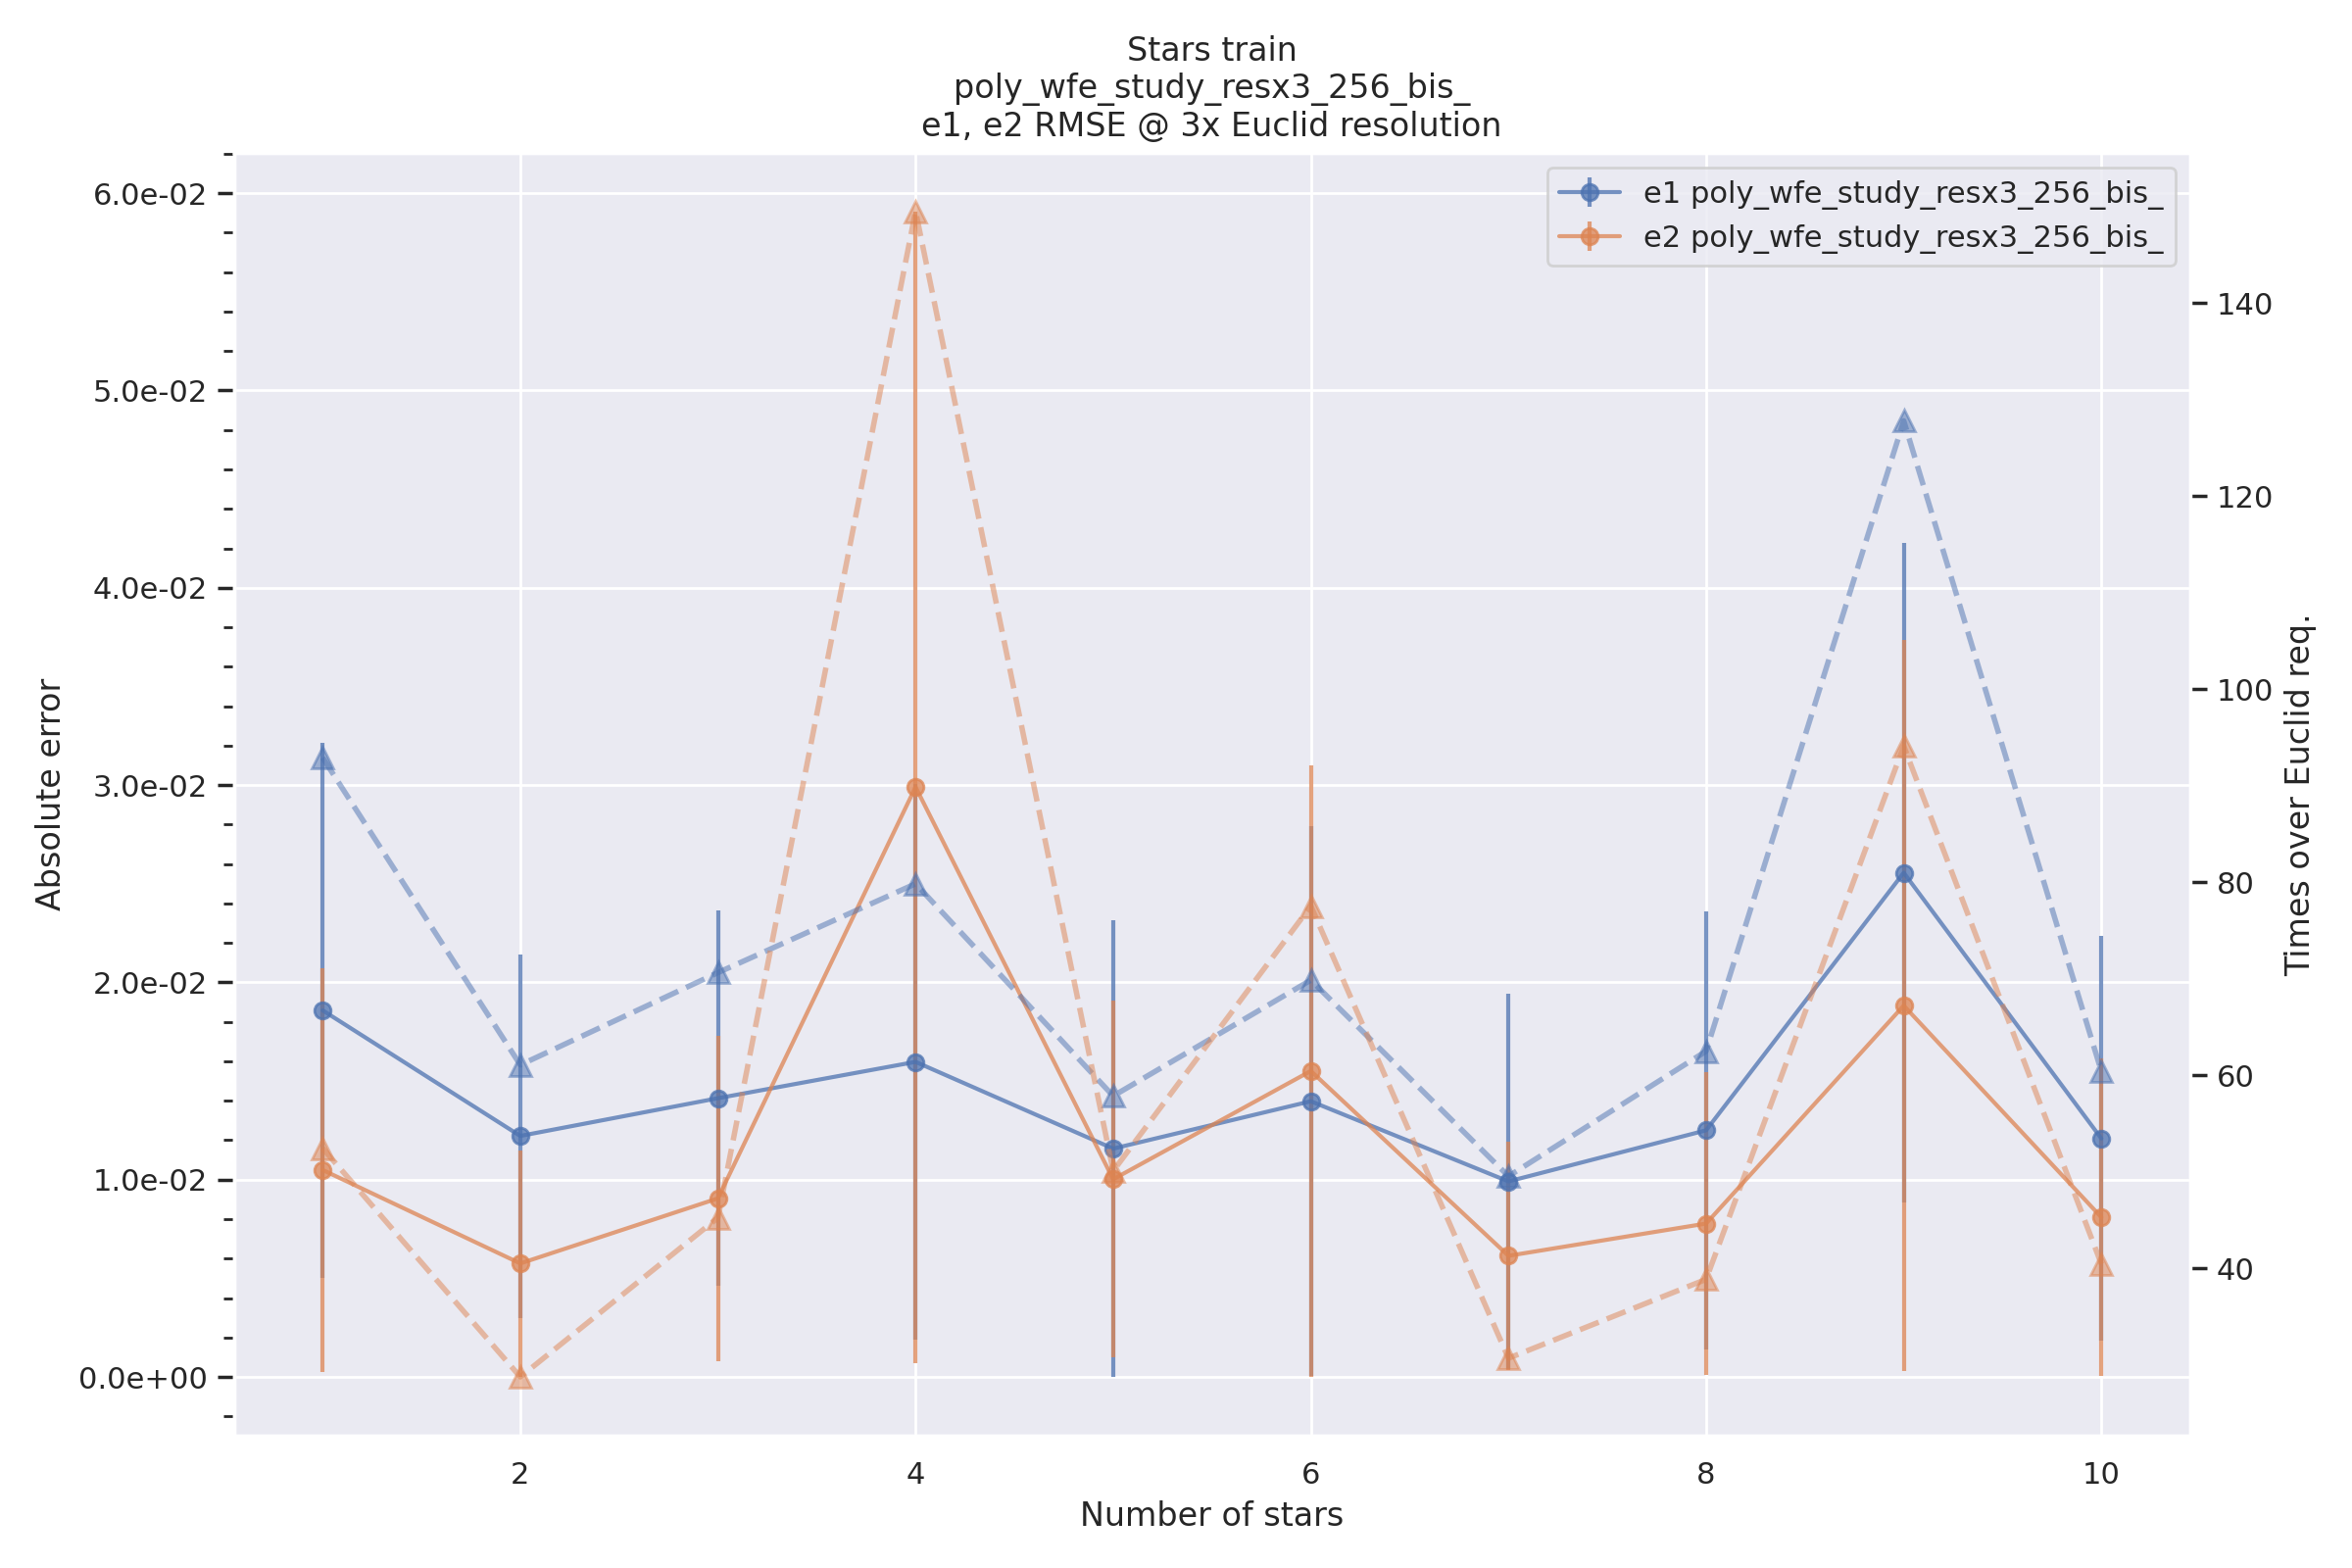 Stars train
poly_wfe_study_resx3_256_bis_
e1, e2 RMSE @ 3x Euclid resolution
e1 poly_wfe_study_resx3_256_bis_
e2 poly_wfe_study_resx3_256_bis_
Absolute error
6.0e-02
5.0e-02
4.0e-02
3.0e-02
2.0e-02
1.0e-02
0.0e+00
140
120
100
80
60
40
Times over Euclid req.
2 4 6 8 10
Number of stars